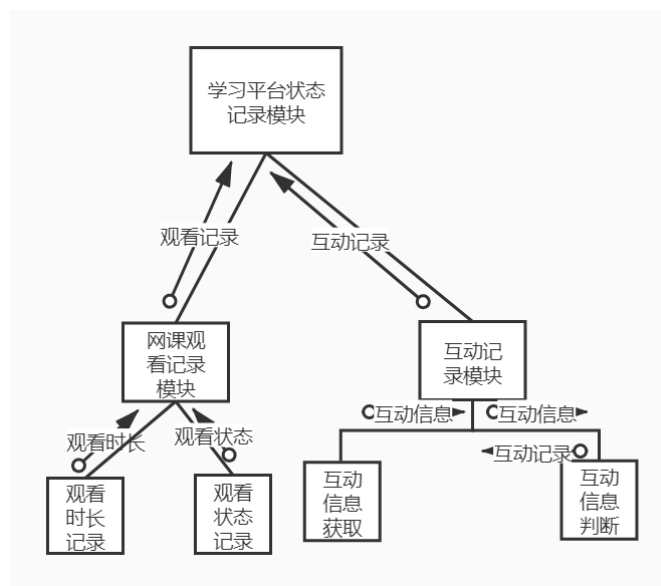 学习平台状态
记录模块
观看记录
互动记录
网课观
看记录
模块
互动记
录模块
互动信息
互动信息
观看时长
观看状态
互动记录
观看
时长
记录
观看
状态
记录
互动
信息
获取
互动
信息
判断